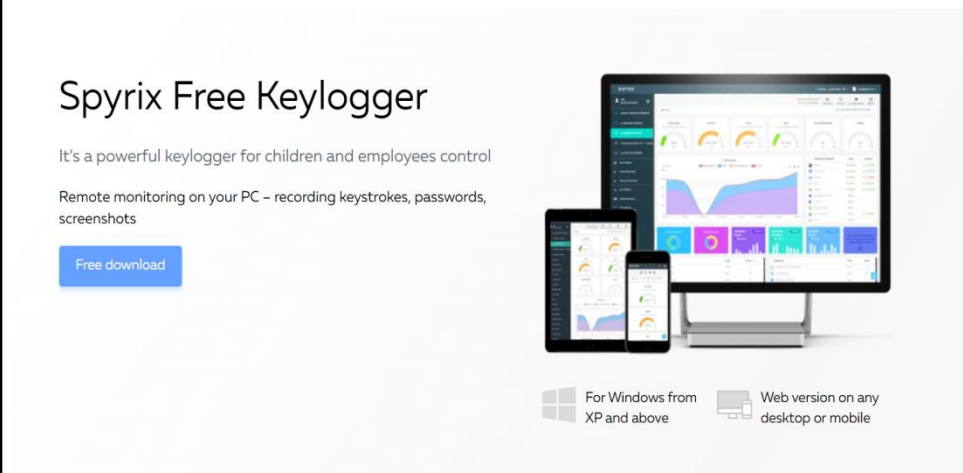 Spyrix Free Keylogger
It's a powerful keylogger for children and employees control
Remote monitoring on your PC – recording keystrokes, passwords,
screenshots
Free download
For Windows from
XP and above
Web version on any
desktop or mobile